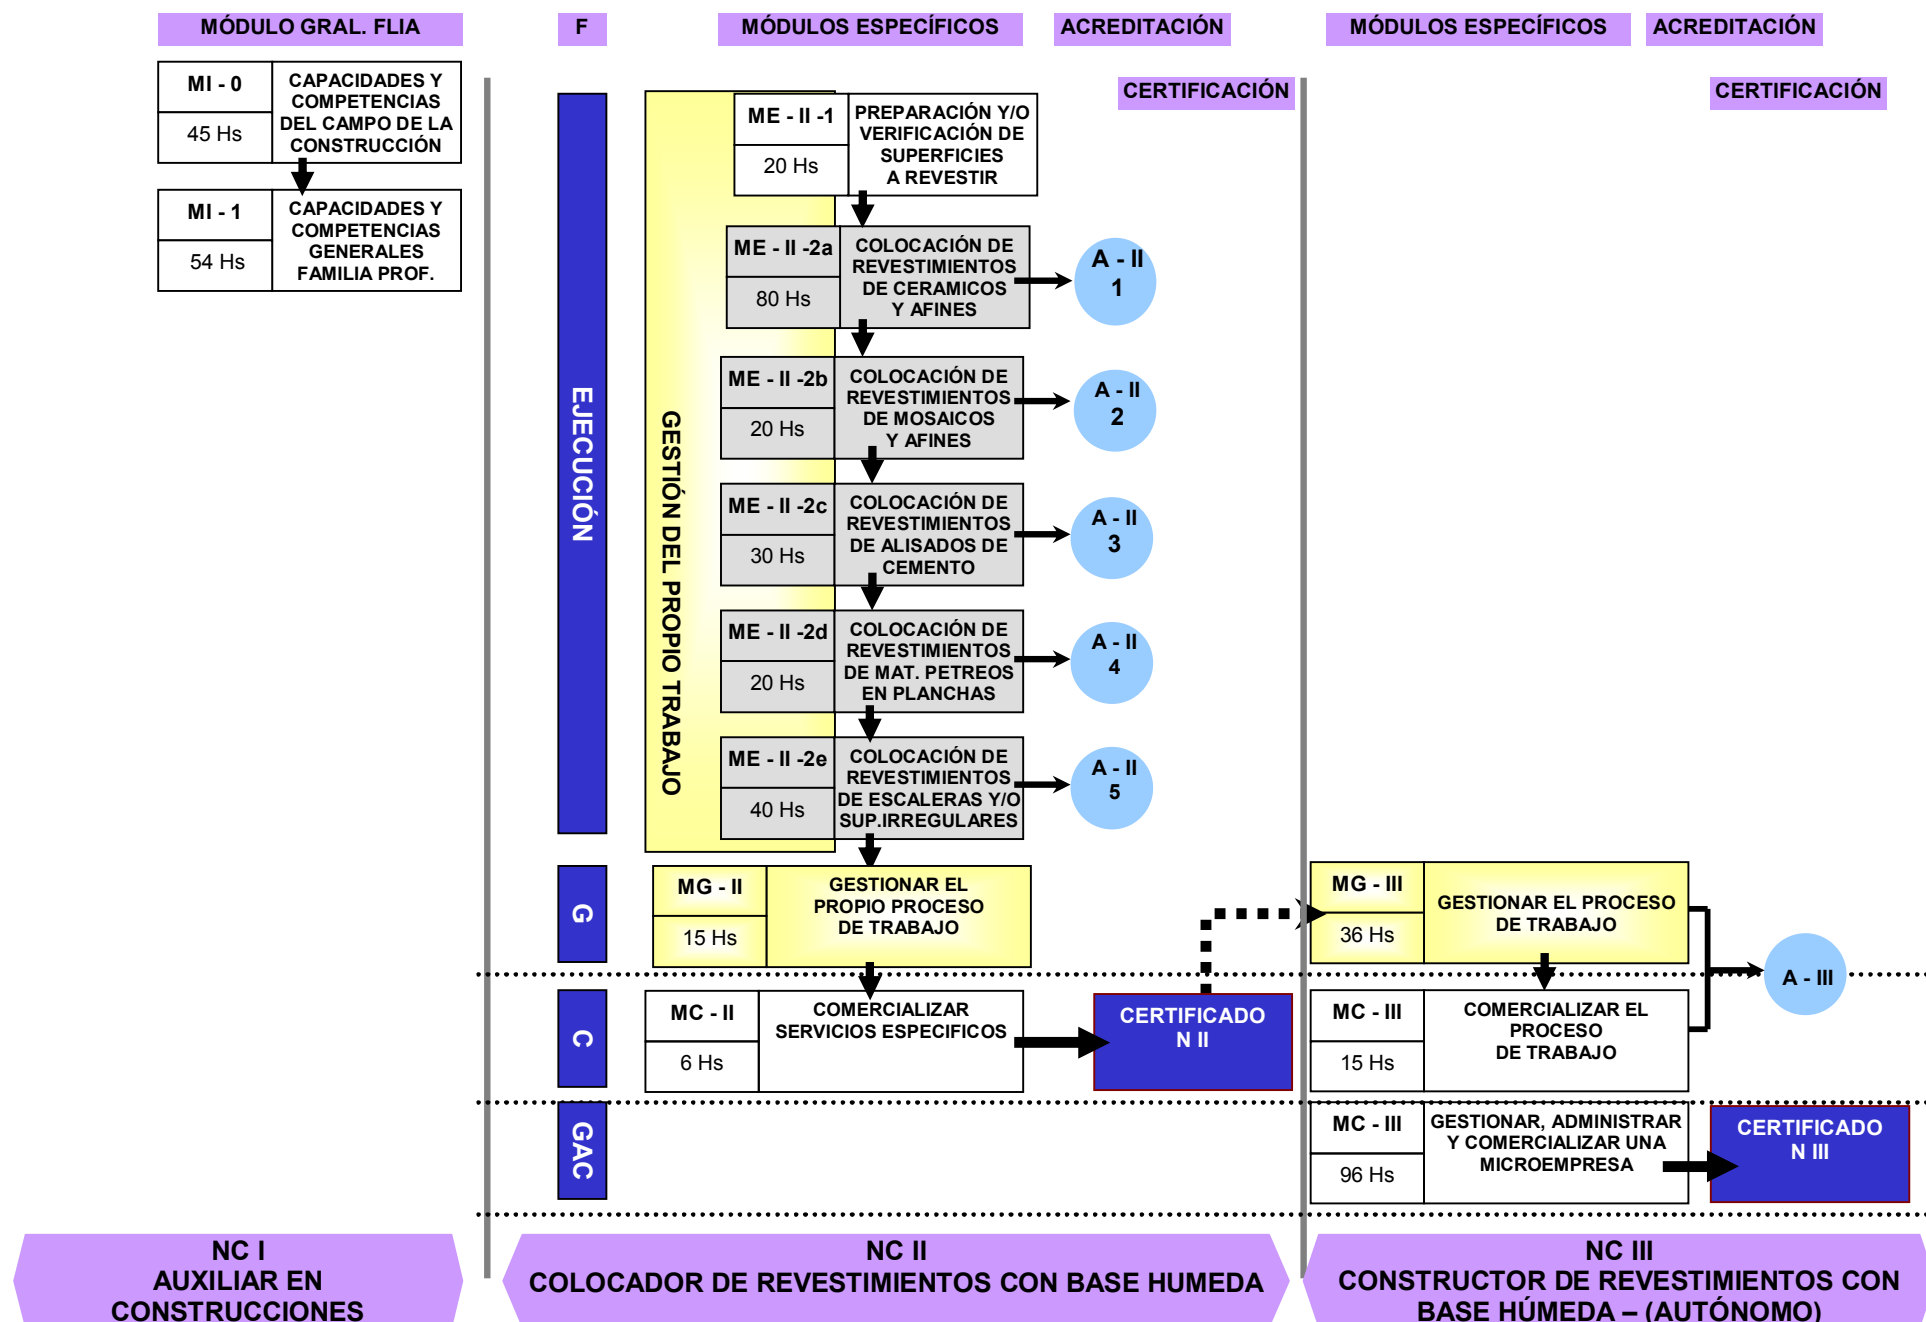 MÓDULO GRAL. FLIA
F
MÓDULOS ESPECÍFICOS
ACREDITACIÓN
MÓDULOS ESPECÍFICOS
ACREDITACIÓN
CERTIFICACIÓN
CERTIFICACIÓN
MI - 0
45 Hs
CAPACIDADES Y
COMPETENCIAS
DEL CAMPO DE LA
CONSTRUCCIÓN
MI - 1
54 Hs
CAPACIDADES Y
COMPETENCIAS
GENERALES
FAMILIA PROF.
EJECUCIÓN
GESTIÓN DEL PROPIO TRABAJO
ME - II -1
20 Hs
PREPARACIÓN Y/O
VERIFICACIÓN DE
SUPERFICIES
A REVESTIR
ME - II -2a
80 Hs
COLOCACIÓN DE
REVESTIMIENTOS
DE CERAMICOS
Y AFINES
A - II
1
ME - II -2b
20 Hs
COLOCACIÓN DE
REVESTIMIENTOS
DE MOSAICOS
Y AFINES
A - II
2
ME - II -2c
30 Hs
COLOCACIÓN DE
REVESTIMIENTOS
DE ALISADOS DE
CEMENTO
A - II
3
ME - II -2d
20 Hs
COLOCACIÓN DE
REVESTIMIENTOS
DE MAT. PETREOS
EN PLANCHAS
A - II
4
ME - II -2e
40 Hs
COLOCACIÓN DE
REVESTIMIENTOS
DE ESCALERAS Y/O
SUP.IRREGULARES
A - II
5
G
MG - II
15 Hs
GESTIONAR EL
PROPIO PROCESO
DE TRABAJO
MG - III
36 Hs
GESTIONAR EL PROCESO
DE TRABAJO
A - III
C
MC - II
6 Hs
COMERCIALIZAR
SERVICIOS ESPECIFICOS
CERTIFICADO
N II
MC - III
15 Hs
COMERCIALIZAR EL
PROCESO
DE TRABAJO
GAC
MC - III
96 Hs
GESTIONAR, ADMINISTRAR
Y COMERCIALIZAR UNA
MICROEMPRESA
CERTIFICADO
N III
NC I
AUXILIAR EN
CONSTRUCCIONES
NC II
COLOCADOR DE REVESTIMIENTOS CON BASE HUMEDA
NC III
CONSTRUCTOR DE REVESTIMIENTOS CON
BASE HÚMEDA – (AUTÓNOMO)